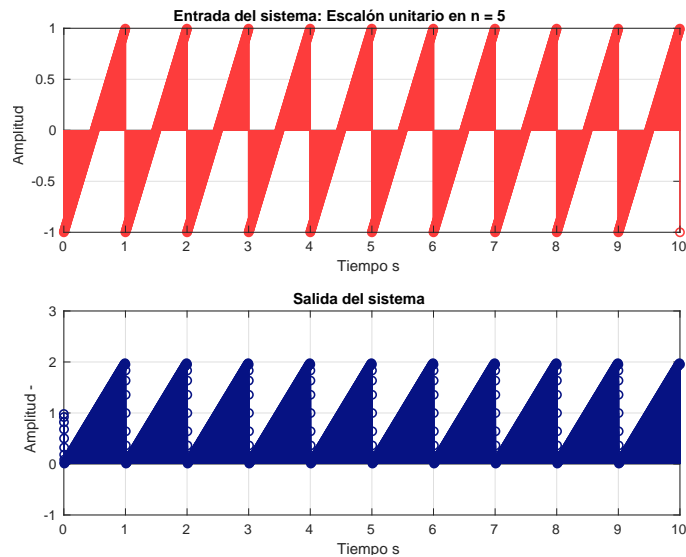 Entrada del sistema: Escalón unitario en n = 5
1
0.5
0
-0.5
-1
Amplitud
0 1 2 3 4 5 6 7 8 9 10
Tiempo s
Salida del sistema
3
2
1
0
-1
Amplitud -
0 1 2 3 4 5 6 7 8 9 10
Tiempo s